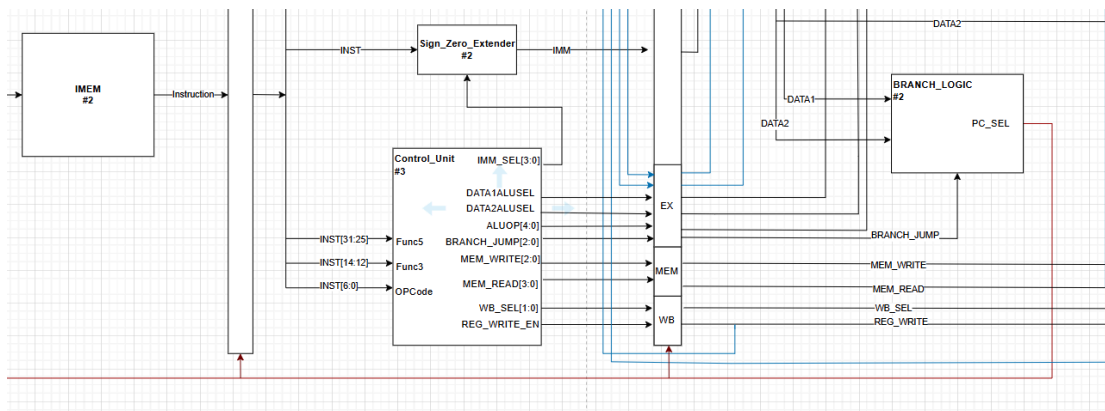 DATA2
INST
Sign_Zero_Extender
#2
IMM
IMEM
#2
Instruction
BRANCH_LOGIC
#2
DATA1
DATA2
PC_SEL
Control_Unit
#3
IMM_SEL[3:0]
DATA1ALUSEL
DATA2ALUSEL
ALUOP[4:0]
BRANCH_JUMP[2:0]
MEM_WRITE[2:0]
MEM_READ[3:0]
WB_SEL[1:0]
REG_WRITE_EN
INST[31:25]
Func5
INST[14:12]
Func3
INST[6:0]
OPCode
EX
MEM
WB
BRANCH_JUMP
MEM_WRITE
MEM_READ
WB_SEL
REG_WRITE